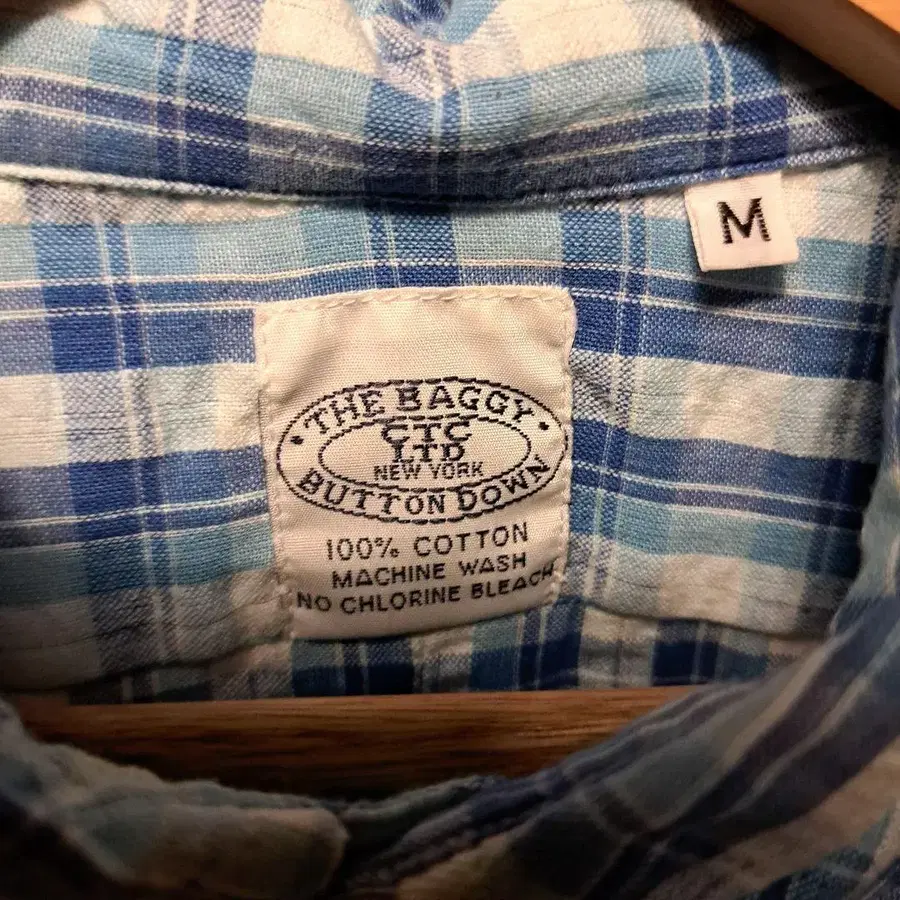 M
THE BAGGY
CTC
LTD
NEW YORK
BUTTON DOWN
100% COTTON
MACHINE WASH
NO CHLORINE BLEACH